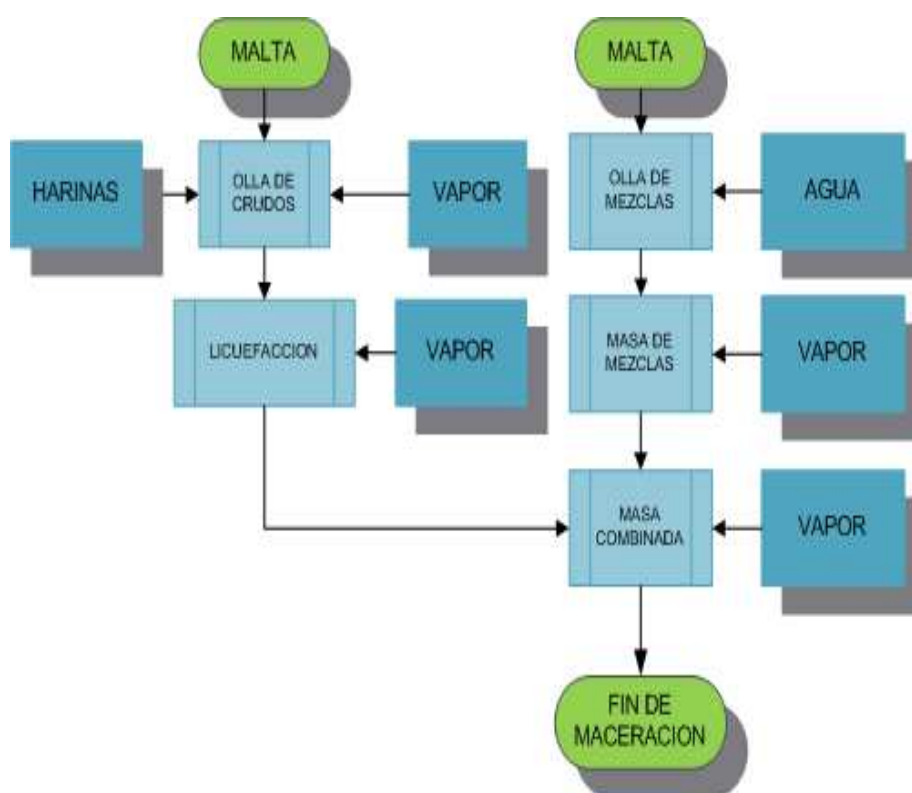 MALTA
MALTA
HARINAS
OLLA DE
CRUDOS
VAPOR
OLLA DE
MEZCLAS
AGUA
LICUEFACCION
VAPOR
MASA DE
MEZCLAS
VAPOR
MASA
COMBINADA
VAPOR
FIN DE
MACERACION